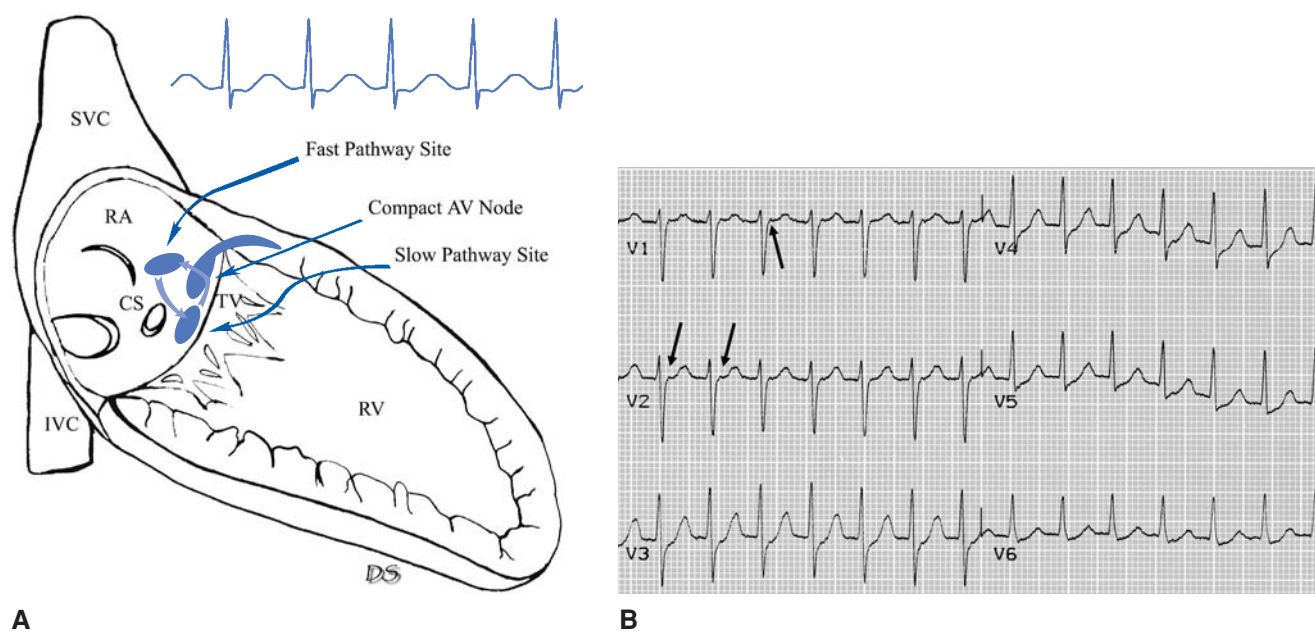 SVC
Fast Pathway Site
RA
Compact AV Node
Slow Pathway Site
CS
TV
RV
IVC
DS
A
V1
V4
V2
V5
V3
V6
B